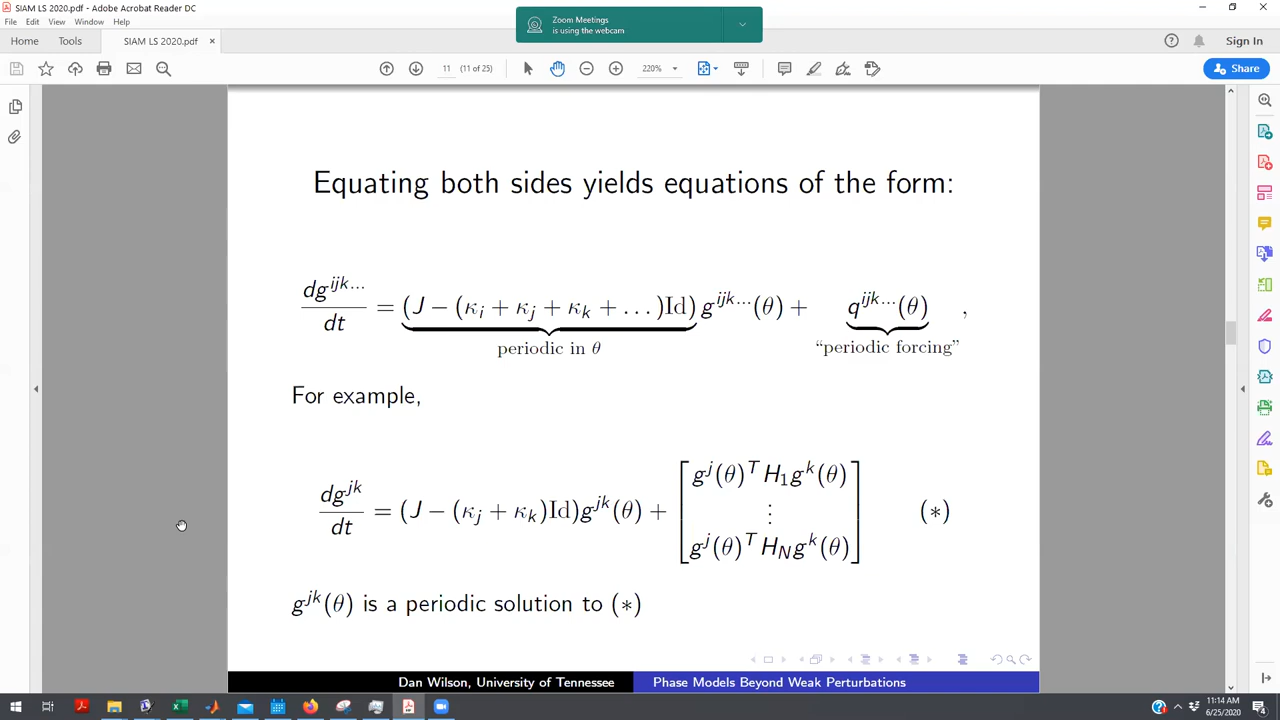 SIAM LS 2020.pdf - Adobe Acrobat Reader DC
File Edit View Window Help
Zoom Meetings
is using the webcam
Home Tools SIAM LS 2020.pdf × Sign In
11 (11 of 25) 220% Share
Equating both sides yields equations of the form:
dg^{ijk...}/dt = (J − (κ_i + κ_j + κ_k + ...)Id) g^{ijk...}(θ) + q^{ijk...}(θ) ,
periodic in θ “periodic forcing”
For example,
dg^{jk}/dt = (J − (κ_j + κ_k)Id)g^{jk}(θ) + [g^j(θ)^T H_1 g^k(θ) ⋮ g^j(θ)^T H_N g^k(θ)] (∗)
g^{jk}(θ) is a periodic solution to (∗)
Dan Wilson, University of Tennessee Phase Models Beyond Weak Perturbations
11:14 AM
6/25/2020
4